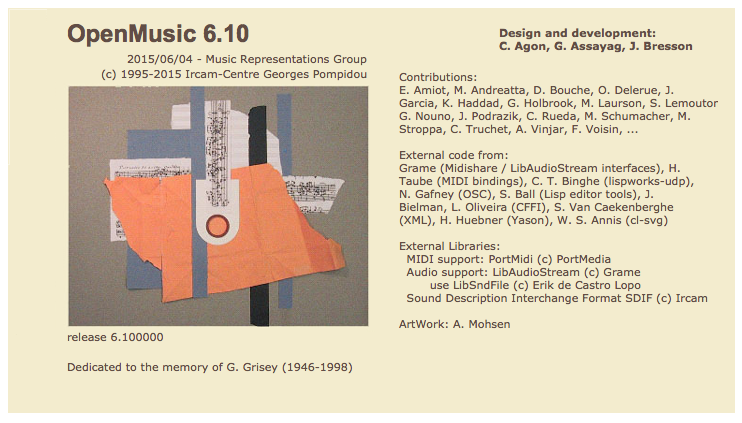 OpenMusic 6.10
2015/06/04 - Music Representations Group
(c) 1995-2015 Ircam-Centre Georges Pompidou
release 6.100000
Dedicated to the memory of G. Grisey (1946-1998)
Design and development:
C. Agon, G. Assayag, J. Bresson
Contributions:
E. Amiot, M. Andreatta, D. Bouche, O. Delerue, J.
Garcia, K. Haddad, G. Holbrook, M. Laurson, S. Lemoutor
G. Nouno, J. Podrazik, C. Rueda, M. Schumacher, M.
Stroppa, C. Truchet, A. Vinjar, F. Voisin, ...
External code from:
Grame (Midishare / LibAudioStream interfaces), H.
Taube (MIDI bindings), C. T. Binghe (lispworks-udp),
N. Gafney (OSC), S. Ball (Lisp editor tools), J.
Bielman, L. Oliveira (CFFI), S. Van Caekenberghe
(XML), H. Huebner (Yason), W. S. Annis (cl-svg)
External Libraries:
MIDI support: PortMidi (c) PortMedia
Audio support: LibAudioStream (c) Grame
use LibSndFile (c) Erik de Castro Lopo
Sound Description Interchange Format SDIF (c) Ircam
ArtWork: A. Mohsen